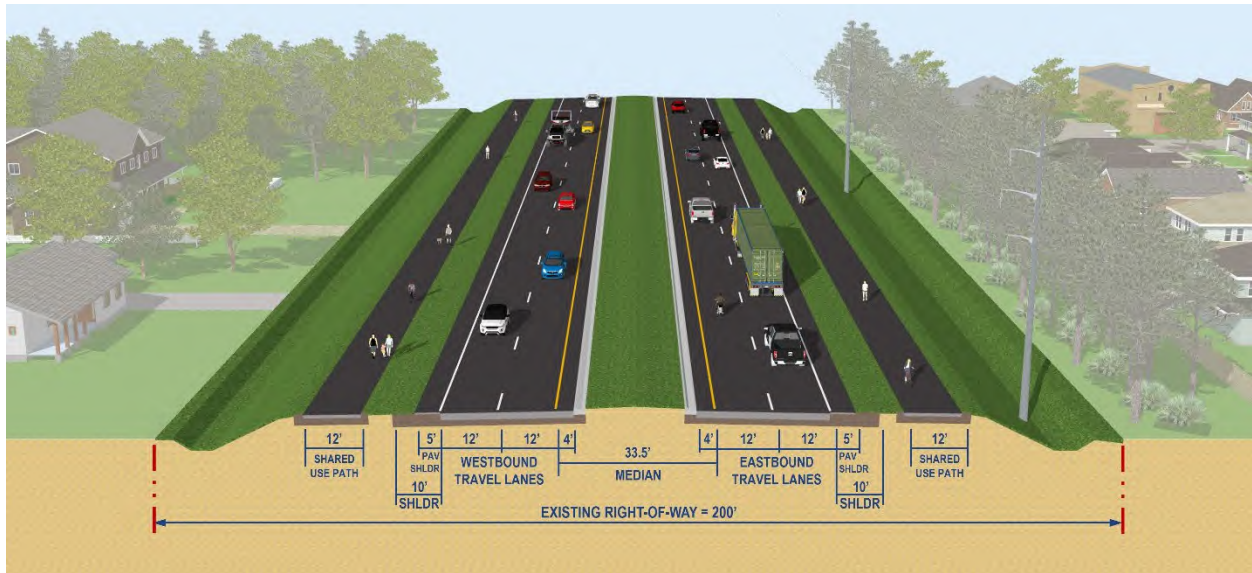 12'
SHARED
USE PATH
5'
PAV
SHLDR
10'
SHLDR
12'
12'
WESTBOUND
TRAVEL LANES
4'
33.5'
MEDIAN
4'
12'
12'
EASTBOUND
TRAVEL LANES
5'
PAV
SHLDR
10'
SHLDR
12'
SHARED
USE PATH
EXISTING RIGHT-OF-WAY = 200'